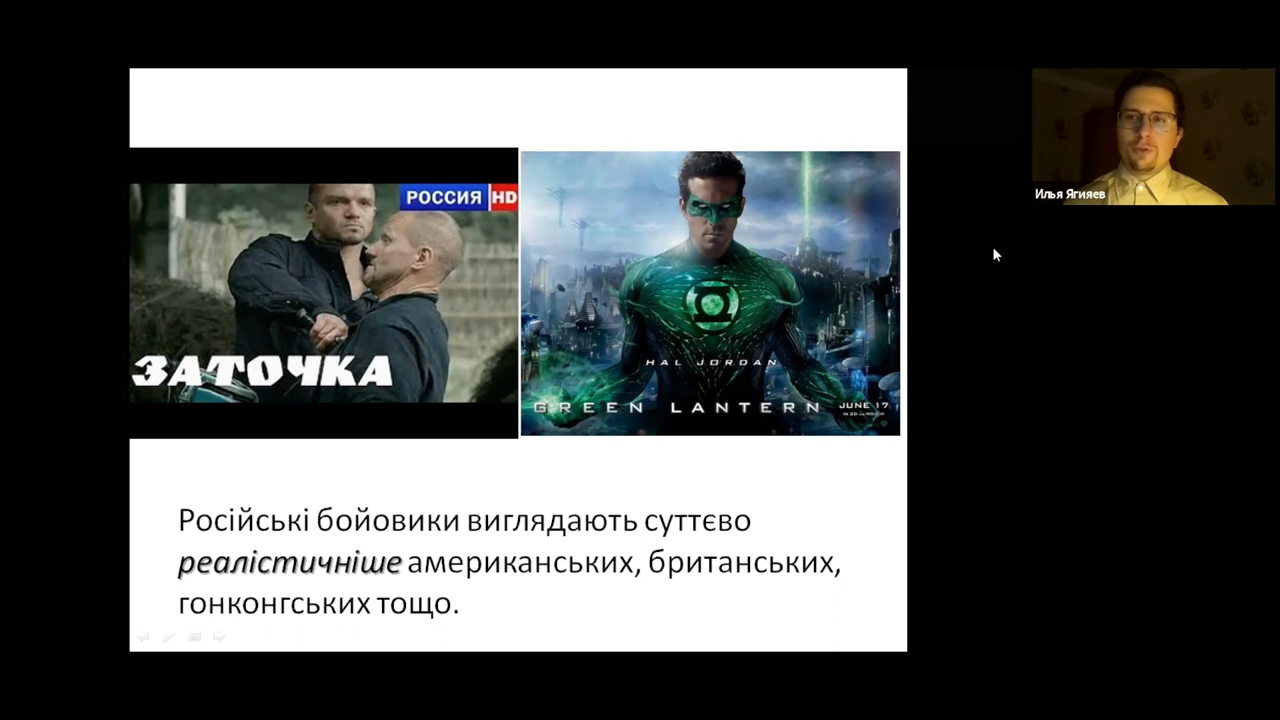 РОССИЯ HD
ЗАТОЧКА
HAL JORDAN
GREEN LANTERN
JUNE 17
Илья Ягияев
Російські бойовики виглядають суттєво
реалістичніше американських, британських,
гонконгських тощо.